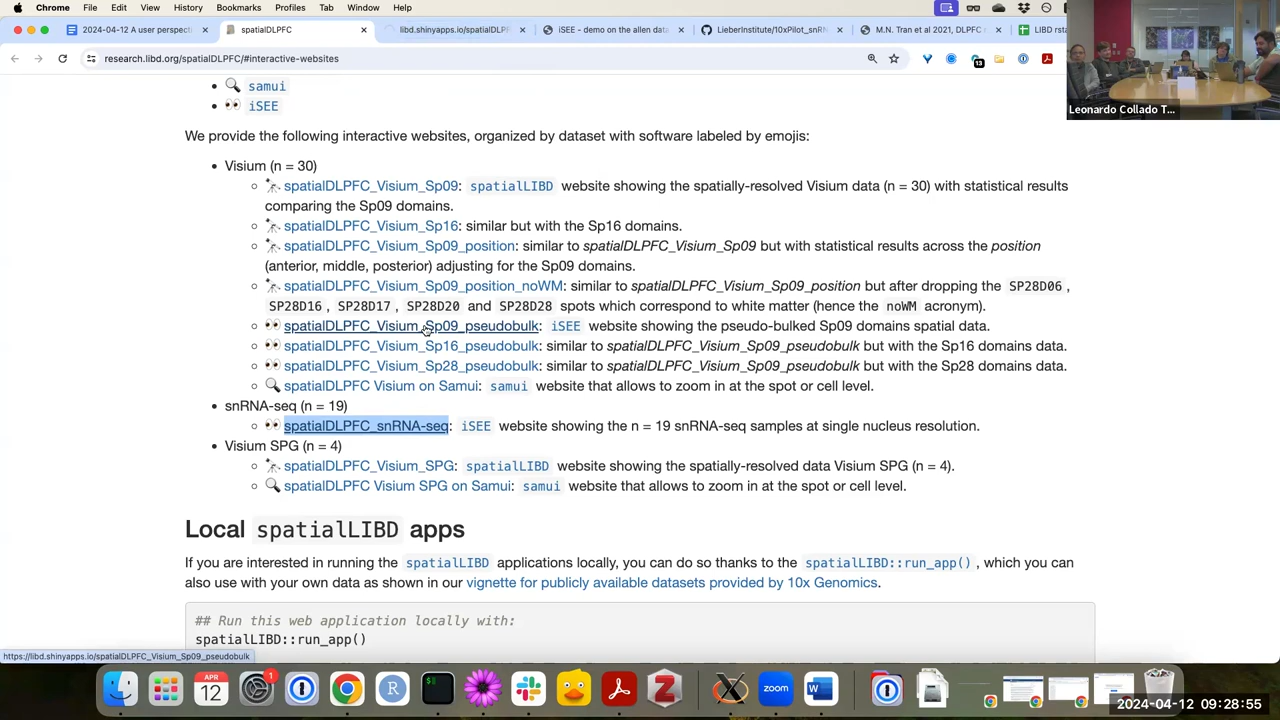 Chrome File Edit View History Bookmarks Profiles Tab Window Help
2024-04-12 A user perspecti
spatialDLPFC
libd.shinyapps.io/spatialDLP
iSEE - demo on the allen data
LieberInstitute/10xPilot_snRN
M.N. Tran et al 2021, DLPFC
LIBD rsta
research.libd.org/spatialDLPFC/#interactive-websites
13
Leonardo Collado T...
samui
iSEE
We provide the following interactive websites, organized by dataset with software labeled by emojis:
Visium (n = 30)
spatialDLPFC_Visium_Sp09: spatialLIBD website showing the spatially-resolved Visium data (n = 30) with statistical results
comparing the Sp09 domains.
spatialDLPFC_Visium_Sp16: similar but with the Sp16 domains.
spatialDLPFC_Visium_Sp09_position: similar to spatialDLPFC_Visium_Sp09 but with statistical results across the position
(anterior, middle, posterior) adjusting for the Sp09 domains.
spatialDLPFC_Visium_Sp09_position_noWM: similar to spatialDLPFC_Visium_Sp09_position but after dropping the SP28D06,
SP28D16, SP28D17, SP28D20 and SP28D28 spots which correspond to white matter (hence the noWM acronym).
spatialDLPFC_Visium_Sp09_pseudobulk: iSEE website showing the pseudo-bulked Sp09 domains spatial data.
spatialDLPFC_Visium_Sp16_pseudobulk: similar to spatialDLPFC_Visium_Sp09_pseudobulk but with the Sp16 domains data.
spatialDLPFC_Visium_Sp28_pseudobulk: similar to spatialDLPFC_Visium_Sp09_pseudobulk but with the Sp28 domains data.
spatialDLPFC Visium on Samui: samui website that allows to zoom in at the spot or cell level.
snRNA-seq (n = 19)
spatialDLPFC_snRNA-seq: iSEE website showing the n = 19 snRNA-seq samples at single nucleus resolution.
Visium SPG (n = 4)
spatialDLPFC_Visium_SPG: spatialLIBD website showing the spatially-resolved data Visium SPG (n = 4).
spatialDLPFC Visium SPG on Samui: samui website that allows to zoom in at the spot or cell level.
Local spatialLIBD apps
If you are interested in running the spatialLIBD applications locally, you can do so thanks to the spatialLIBD::run_app(), which you can
also use with your own data as shown in our vignette for publicly available datasets provided by 10x Genomics.
## Run this web application locally with:
spatialLIBD::run_app()
https://libd.shinyapps.io/spatialDLPFC_Visium_Sp09_pseudobulk
APR
12
1
zoom
2024-04-12 09:28:55